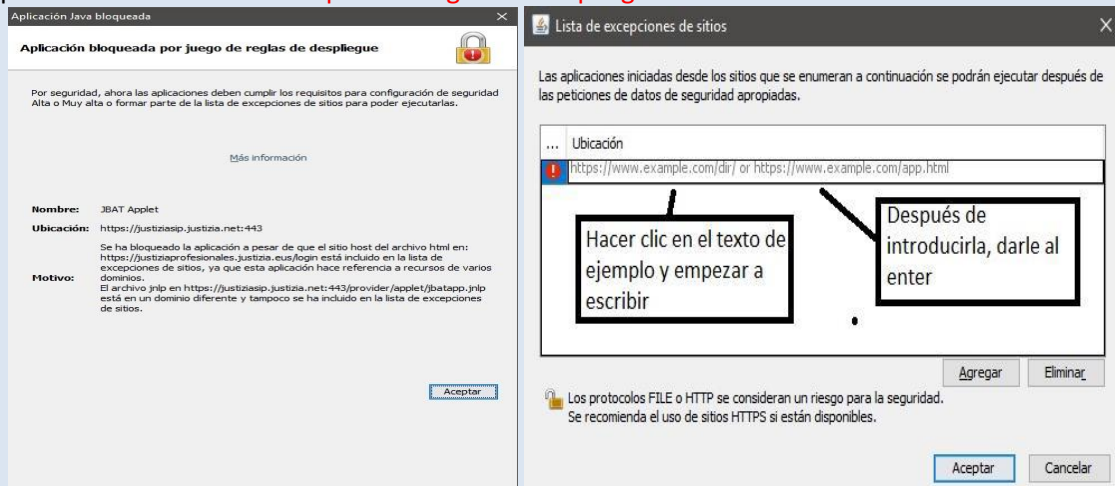 Aplicación Java bloqueada
Aplicación bloqueada por juego de reglas de despliegue
Por seguridad, ahora las aplicaciones deben cumplir los requisitos para configuración de seguridad
Alta o Muy alta o formar parte de la lista de excepciones de sitios para poder ejecutarlas.
Más información
Nombre: JBAT Applet
Ubicación: https://justiziasip.justizia.net:443
Motivo:
Se ha bloqueado la aplicación a pesar de que el sitio host del archivo html en:
https://justiziaprofesionales.justizia.eus/login está incluido en la lista de
excepciones de sitios, ya que esta aplicación hace referencia a recursos de varios
dominios.
El archivo jnlp en https://justiziasip.justizia.net:443/provider/applet/jbatapp.jnlp
está en un dominio diferente y tampoco se ha incluido en la lista de excepciones
de sitios.
Aceptar
Lista de excepciones de sitios
Las aplicaciones iniciadas desde los sitios que se enumeran a continuación se podrán ejecutar después de
las peticiones de datos de seguridad apropiadas.
... Ubicación
https://www.example.com/dir/ or https://www.example.com/app.html
Hacer clic en el texto de
ejemplo y empezar a
escribir
Después de
introducirla, darle al
enter
Agregar Eliminar
Los protocolos FILE o HTTP se consideran un riesgo para la seguridad.
Se recomienda el uso de sitios HTTPS si están disponibles.
Aceptar Cancelar